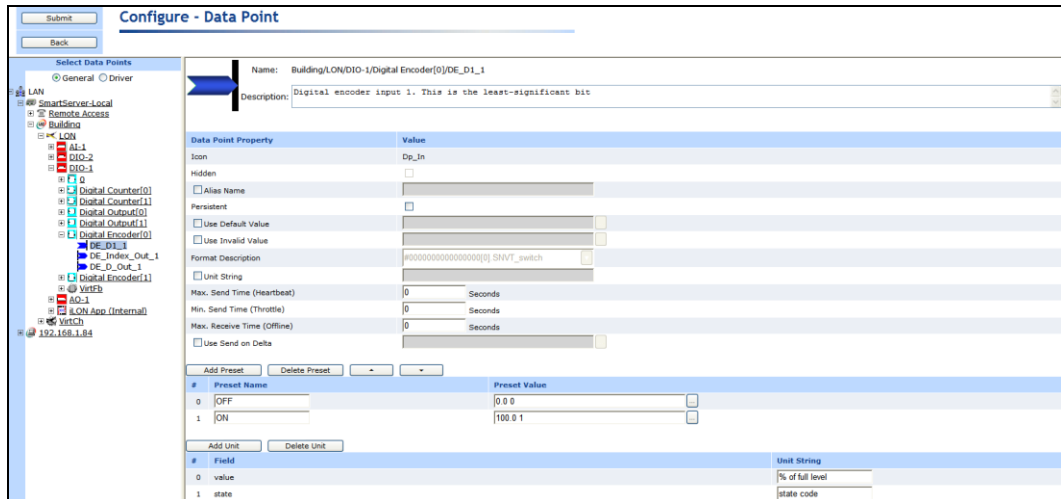 Submit
Configure - Data Point
Back
Select Data Points
General Driver
LAN
SmartServer-Local
Remote Access
Building
LON
AI-1
DIO-2
DIO-1
0
Digital Counter[0]
Digital Counter[1]
Digital Output[0]
Digital Output[1]
Digital Encoder[0]
DE_D1_1
DE_Index_Out_1
DE_D_Out_1
Digital Encoder[1]
VirtFb
AO-1
iLON App (Internal)
VirtCh
192.168.1.84
Name: Building/LON/DIO-1/Digital Encoder[0]/DE_D1_1
Description: Digital encoder input 1. This is the least-significant bit
Data Point Property Value
Icon Dp_In
Hidden
Alias Name
Persistent
Use Default Value
Use Invalid Value
Format Description #0000000000000000[0] SNVT_switch
Unit String
Max. Send Time (Heartbeat) 0 Seconds
Min. Send Time (Throttle) 0 Seconds
Max. Receive Time (Offline) 0 Seconds
Use Send on Delta
Add Preset Delete Preset
# Preset Name Preset Value
0 OFF 0.0 0 ...
1 ON 100.0 1 ...
Add Unit Delete Unit
# Field Unit String
0 value % of full level
1 state state code